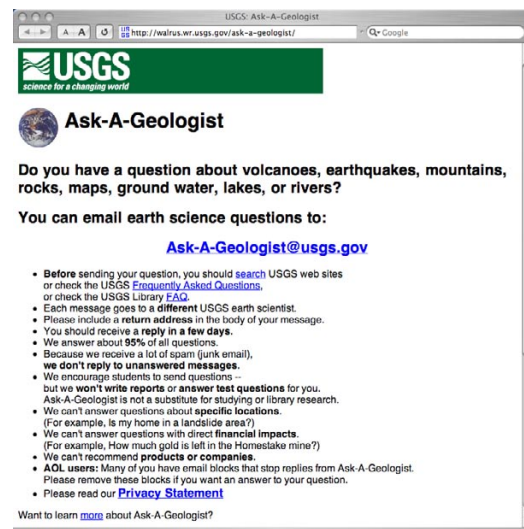 USGS: Ask-A-Geologist
A A
http://walrus.wr.usgs.gov/ask-a-geologist/
Q- Google
USGS
science for a changing world
Ask-A-Geologist
Do you have a question about volcanoes, earthquakes, mountains,
rocks, maps, ground water, lakes, or rivers?
You can email earth science questions to:
Ask-A-Geologist@usgs.gov
• Before sending your question, you should search USGS web sites
or check the USGS Frequently Asked Questions,
or check the USGS Library FAQ.
• Each message goes to a different USGS earth scientist.
• Please include a return address in the body of your message.
• You should receive a reply in a few days.
• We answer about 95% of all questions.
• Because we receive a lot of spam (junk email),
we don't reply to unanswered messages.
• We encourage students to send questions --
but we won't write reports or answer test questions for you.
Ask-A-Geologist is not a substitute for studying or library research.
• We can't answer questions about specific locations.
(For example, Is my home in a landslide area?)
• We can't answer questions with direct financial impacts.
(For example, How much gold is left in the Homestake mine?)
• We can't recommend products or companies.
• AOL users: Many of you have email blocks that stop replies from Ask-A-Geologist.
Please remove these blocks if you want an answer to your question.
• Please read our Privacy Statement
Want to learn more about Ask-A-Geologist?